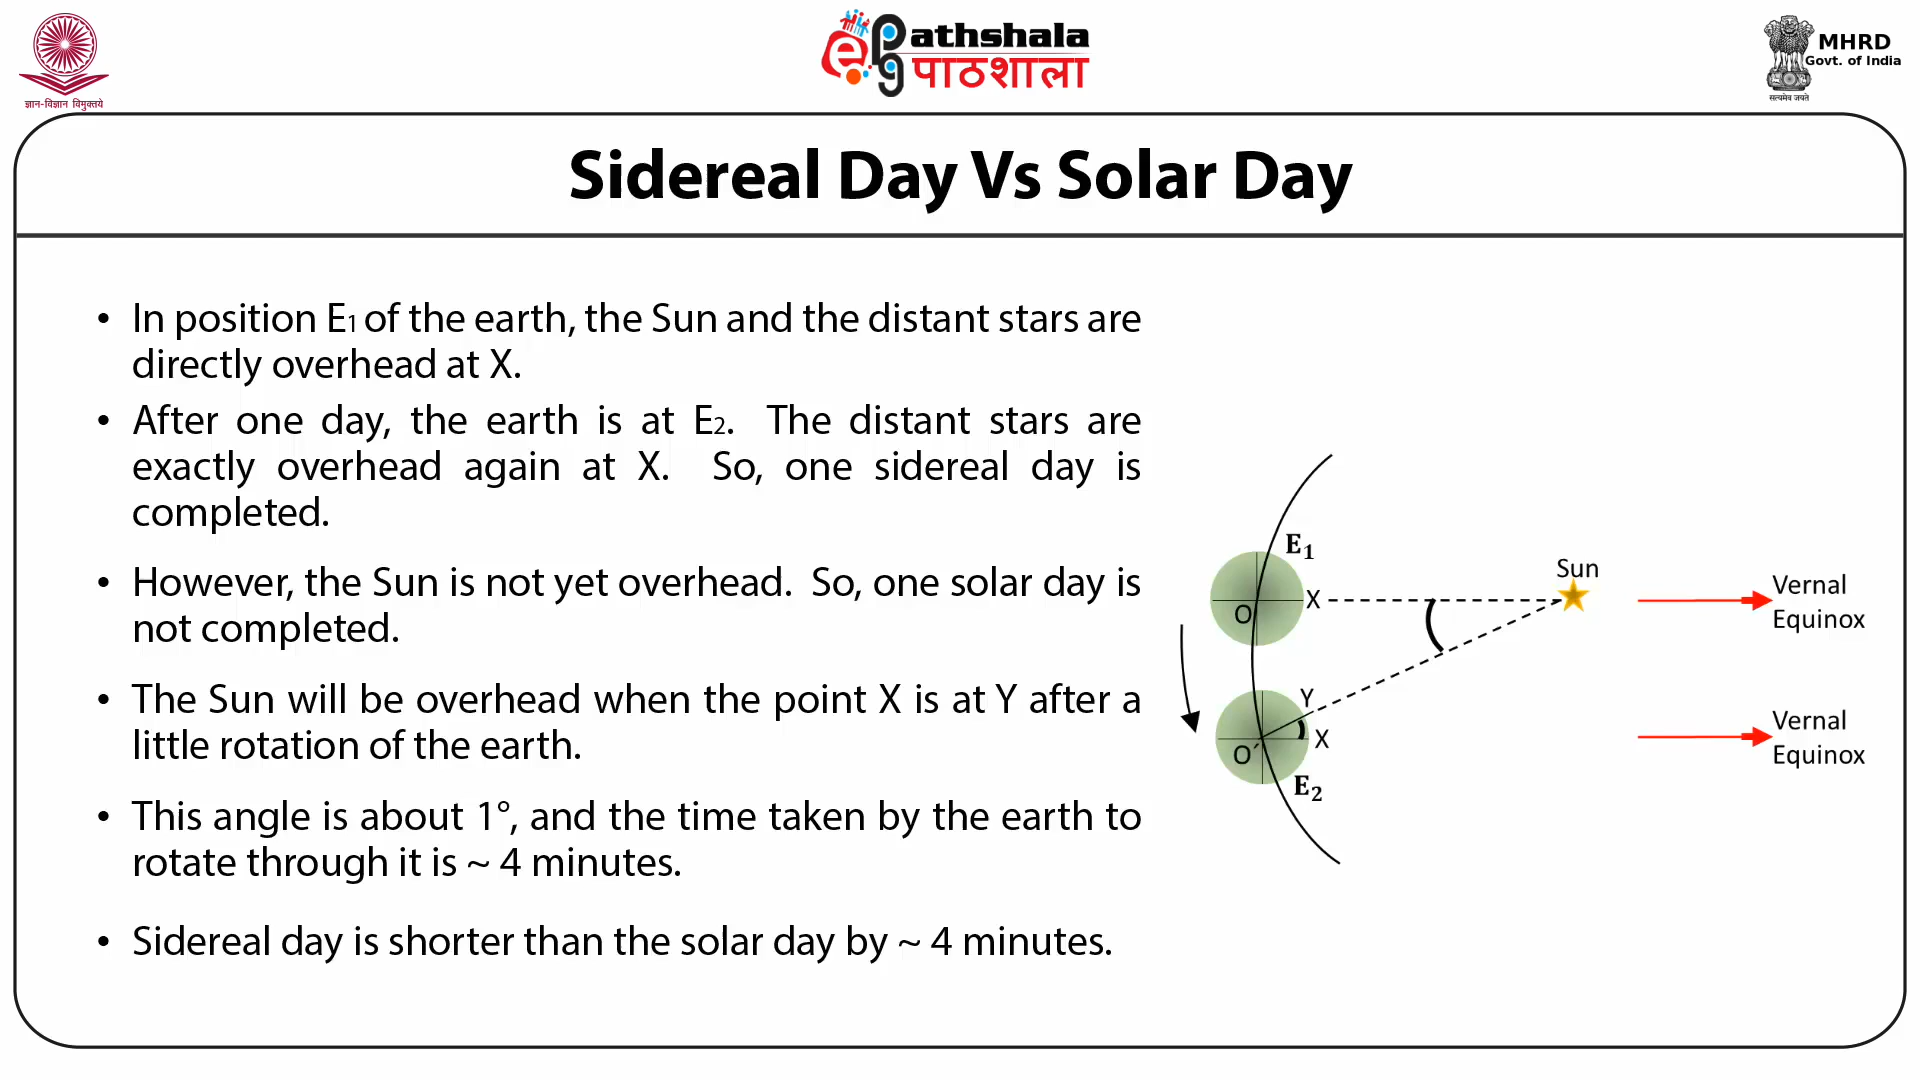 ज्ञान-विज्ञान विमुक्तये
ePathshala
पाठशाला
MHRD
Govt. of India
सत्यमेव जयते
Sidereal Day Vs Solar Day
• In position E₁ of the earth, the Sun and the distant stars are
directly overhead at X.
• After one day, the earth is at E₂. The distant stars are
exactly overhead again at X. So, one sidereal day is
completed.
• However, the Sun is not yet overhead. So, one solar day is
not completed.
• The Sun will be overhead when the point X is at Y after a
little rotation of the earth.
• This angle is about 1°, and the time taken by the earth to
rotate through it is ~ 4 minutes.
• Sidereal day is shorter than the solar day by ~ 4 minutes.
E₁
Sun
X
O
Vernal
Equinox
Y
X
O´
E₂
Vernal
Equinox